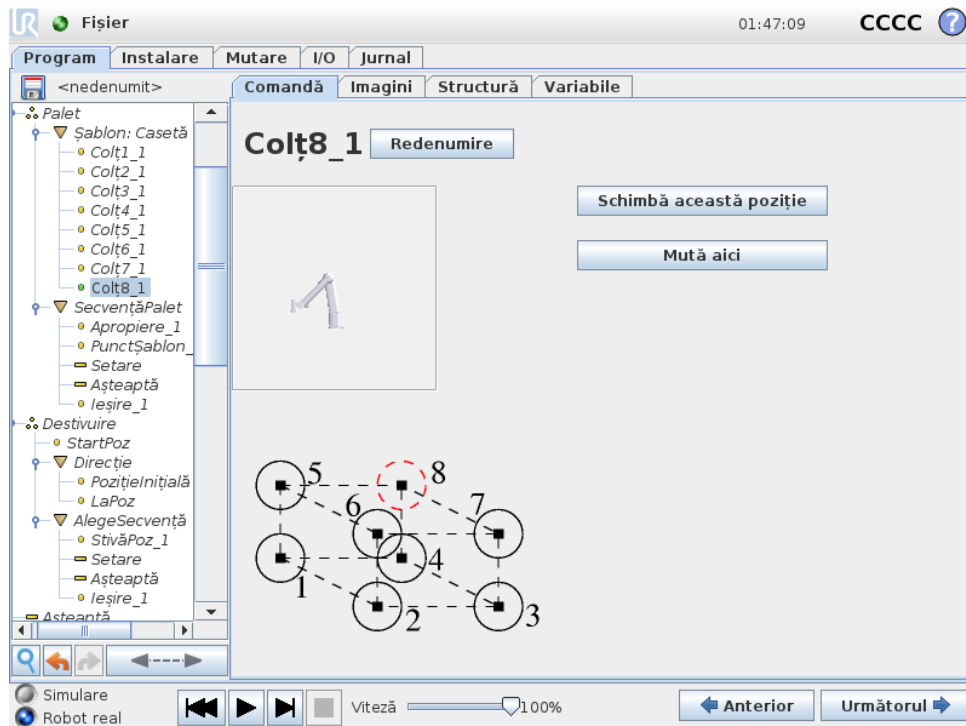 Fișier
01:47:09
CCCC
?
Program Instalare Mutare I/O Jurnal
<nedenumit>
Comandă Imagini Structură Variabile
Palet
Șablon: Casetă
Colț1_1
Colț2_1
Colț3_1
Colț4_1
Colț5_1
Colț6_1
Colț7_1
Colț8_1
SecvențăPalet
Apropiere_1
PunctȘablon_
Setare
Așteaptă
Ieșire_1
Destivuire
StartPoz
Direcție
PozițieInițială
LaPoz
AlegeSecvență
StivăPoz_1
Setare
Așteaptă
Ieșire_1
Așteaptă
Colț8_1
Redenumire
Schimbă această poziție
Mută aici
5 8
6 7
1 4
2 3
Simulare
Robot real
Viteză 100%
Anterior
Următorul